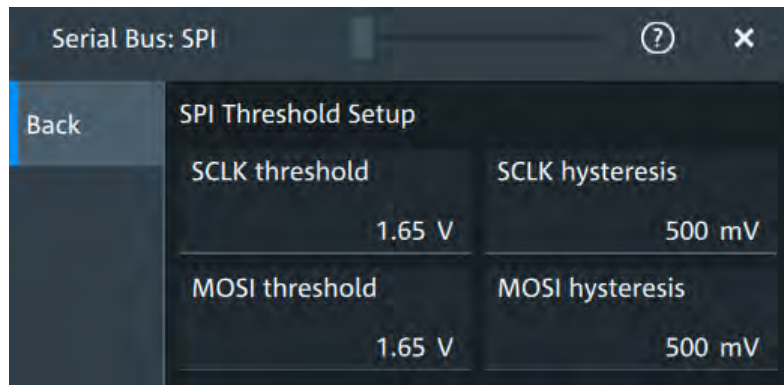 Serial Bus: SPI ? ×
Back
SPI Threshold Setup
SCLK threshold SCLK hysteresis
1.65 V 500 mV
MOSI threshold MOSI hysteresis
1.65 V 500 mV